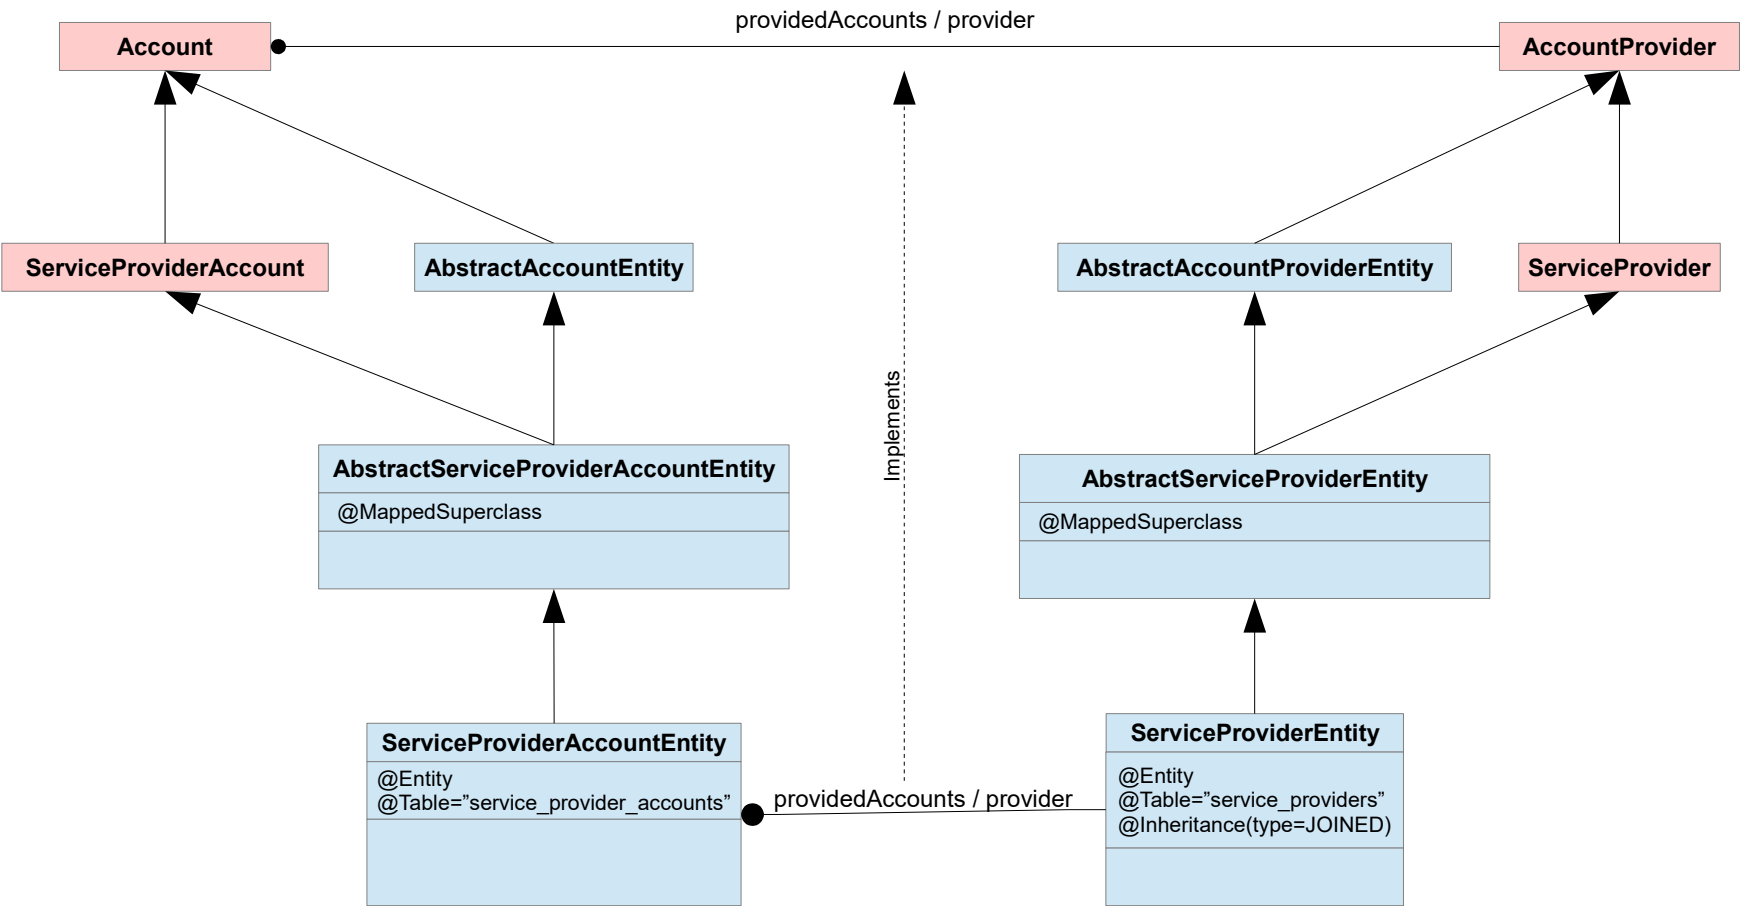 providedAccounts / provider
Account
AccountProvider
ServiceProviderAccount
AbstractAccountEntity
AbstractAccountProviderEntity
ServiceProvider
Implements
AbstractServiceProviderAccountEntity
@MappedSuperclass
AbstractServiceProviderEntity
@MappedSuperclass
ServiceProviderAccountEntity
@Entity
@Table=”service_provider_accounts”
providedAccounts / provider
ServiceProviderEntity
@Entity
@Table=”service_providers”
@Inheritance(type=JOINED)